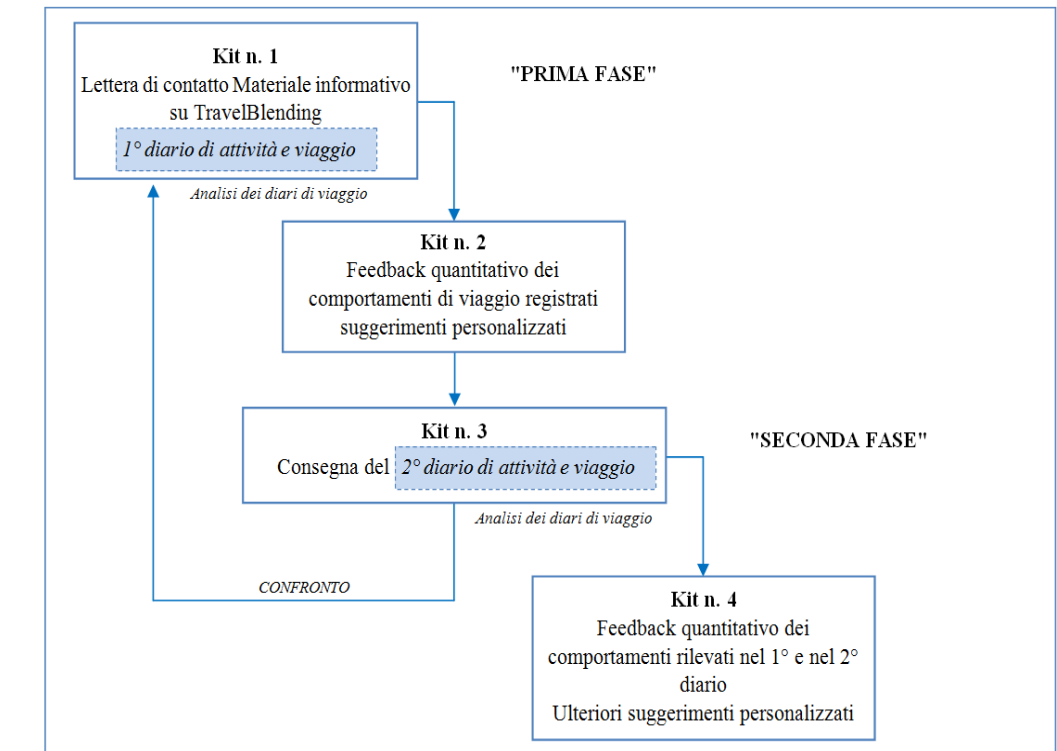 Kit n. 1
Lettera di contatto Materiale informativo
su TravelBlending
1° diario di attività e viaggio
"PRIMA FASE"
Analisi dei diari di viaggio
Kit n. 2
Feedback quantitativo dei
comportamenti di viaggio registrati
suggerimenti personalizzati
Kit n. 3
Consegna del 2° diario di attività e viaggio
"SECONDA FASE"
Analisi dei diari di viaggio
CONFRONTO
Kit n. 4
Feedback quantitativo dei
comportamenti rilevati nel 1° e nel 2°
diario
Ulteriori suggerimenti personalizzati